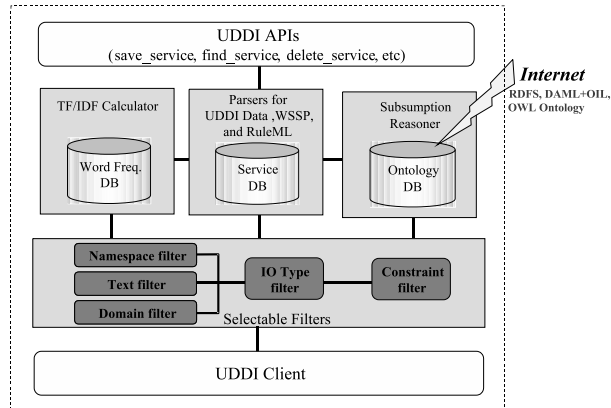 UDDI APIs
(save_service, find_service, delete_service, etc)
Internet
RDFS, DAML+OIL,
OWL Ontology
TF/IDF Calculator
Word Freq.
DB
Parsers for
UDDI Data ,WSSP,
and RuleML
Service
DB
Subsumption
Reasoner
Ontology
DB
Namespace filter
Text filter
Domain filter
IO Type
filter
Constraint
filter
Selectable Filters
UDDI Client